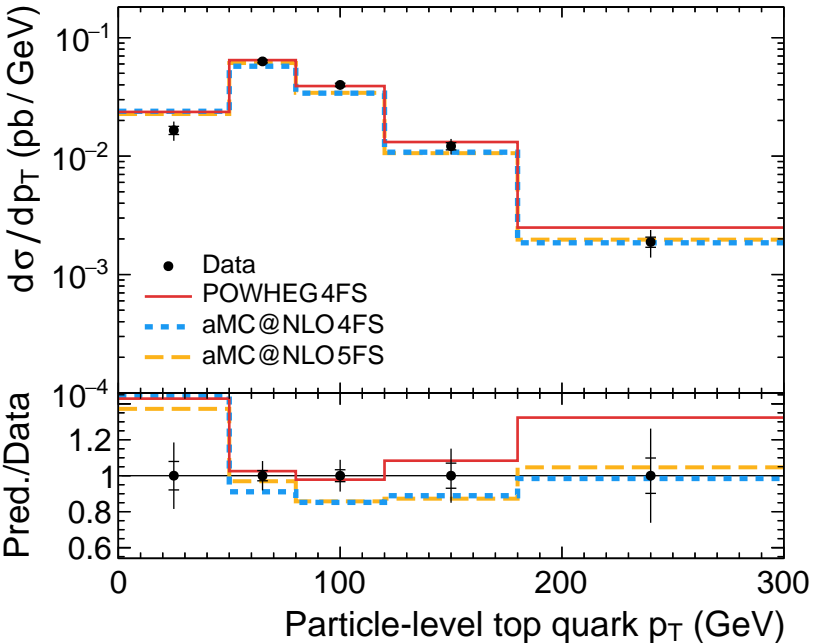 dσ/dp_T (pb/GeV)
10⁻¹
10⁻²
10⁻³
10⁻⁴
Data
POWHEG 4FS
aMC@NLO 4FS
aMC@NLO 5FS
Pred./Data
1.2
1
0.8
0.6
0 100 200 300
Particle-level top quark p_T (GeV)